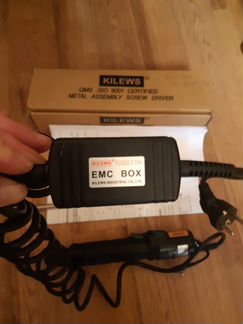 KILEWS
QMS ISO 9001 CERTIFIED
METAL ASSEMBLY SCREW DRIVER
KILEWS
EMC BOX
KILEWS INDUSTRIAL CO., LTD.